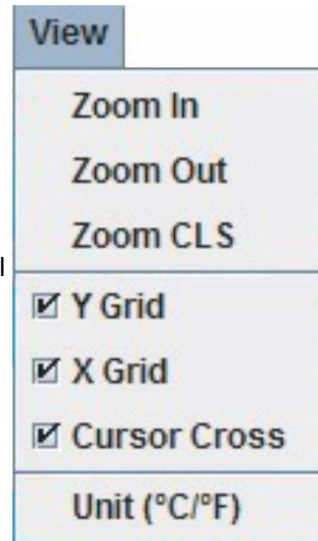 View
Zoom In
Zoom Out
Zoom CLS
Y Grid
X Grid
Cursor Cross
Unit (°C/°F)